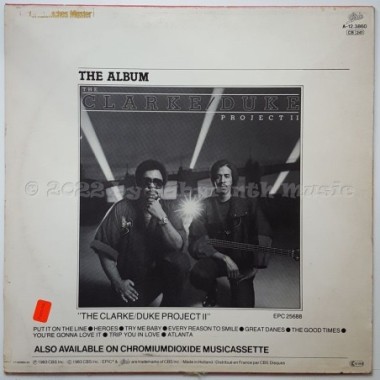 A-12.3860
THE ALBUM
THE
CLARKE/DUKE
PROJECT II
"THE CLARKE/DUKE PROJECT II"
EPC 25688
PUT IT ON THE LINE ● HEROES ● TRY ME BABY ● EVERY REASON TO SMILE ● GREAT DANES ● THE GOOD TIMES ●
YOU'RE GONNA LOVE IT ● TRIP YOU IN LOVE ● ATLANTA
ALSO AVAILABLE ON CHROMIUMDIOXIDE MUSICASSETTE